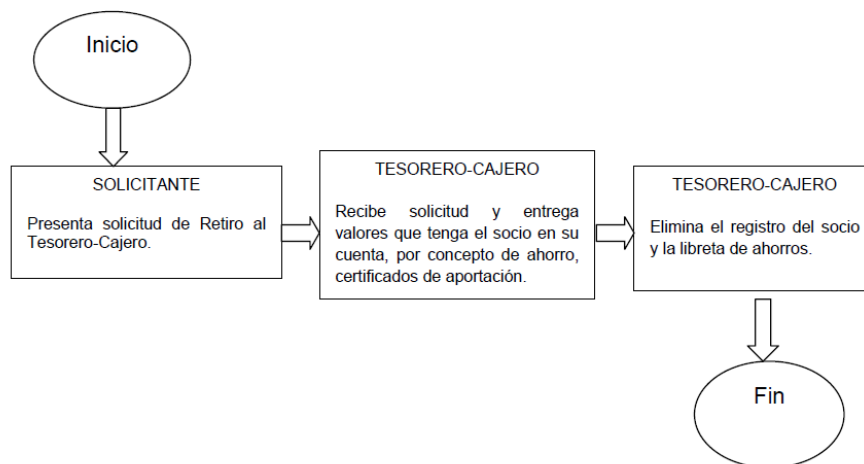 Inicio
SOLICITANTE
Presenta solicitud de Retiro al
Tesorero-Cajero.
TESORERO-CAJERO
Recibe solicitud y entrega
valores que tenga el socio en su
cuenta, por concepto de ahorro,
certificados de aportación.
TESORERO-CAJERO
Elimina el registro del socio
y la libreta de ahorros.
Fin